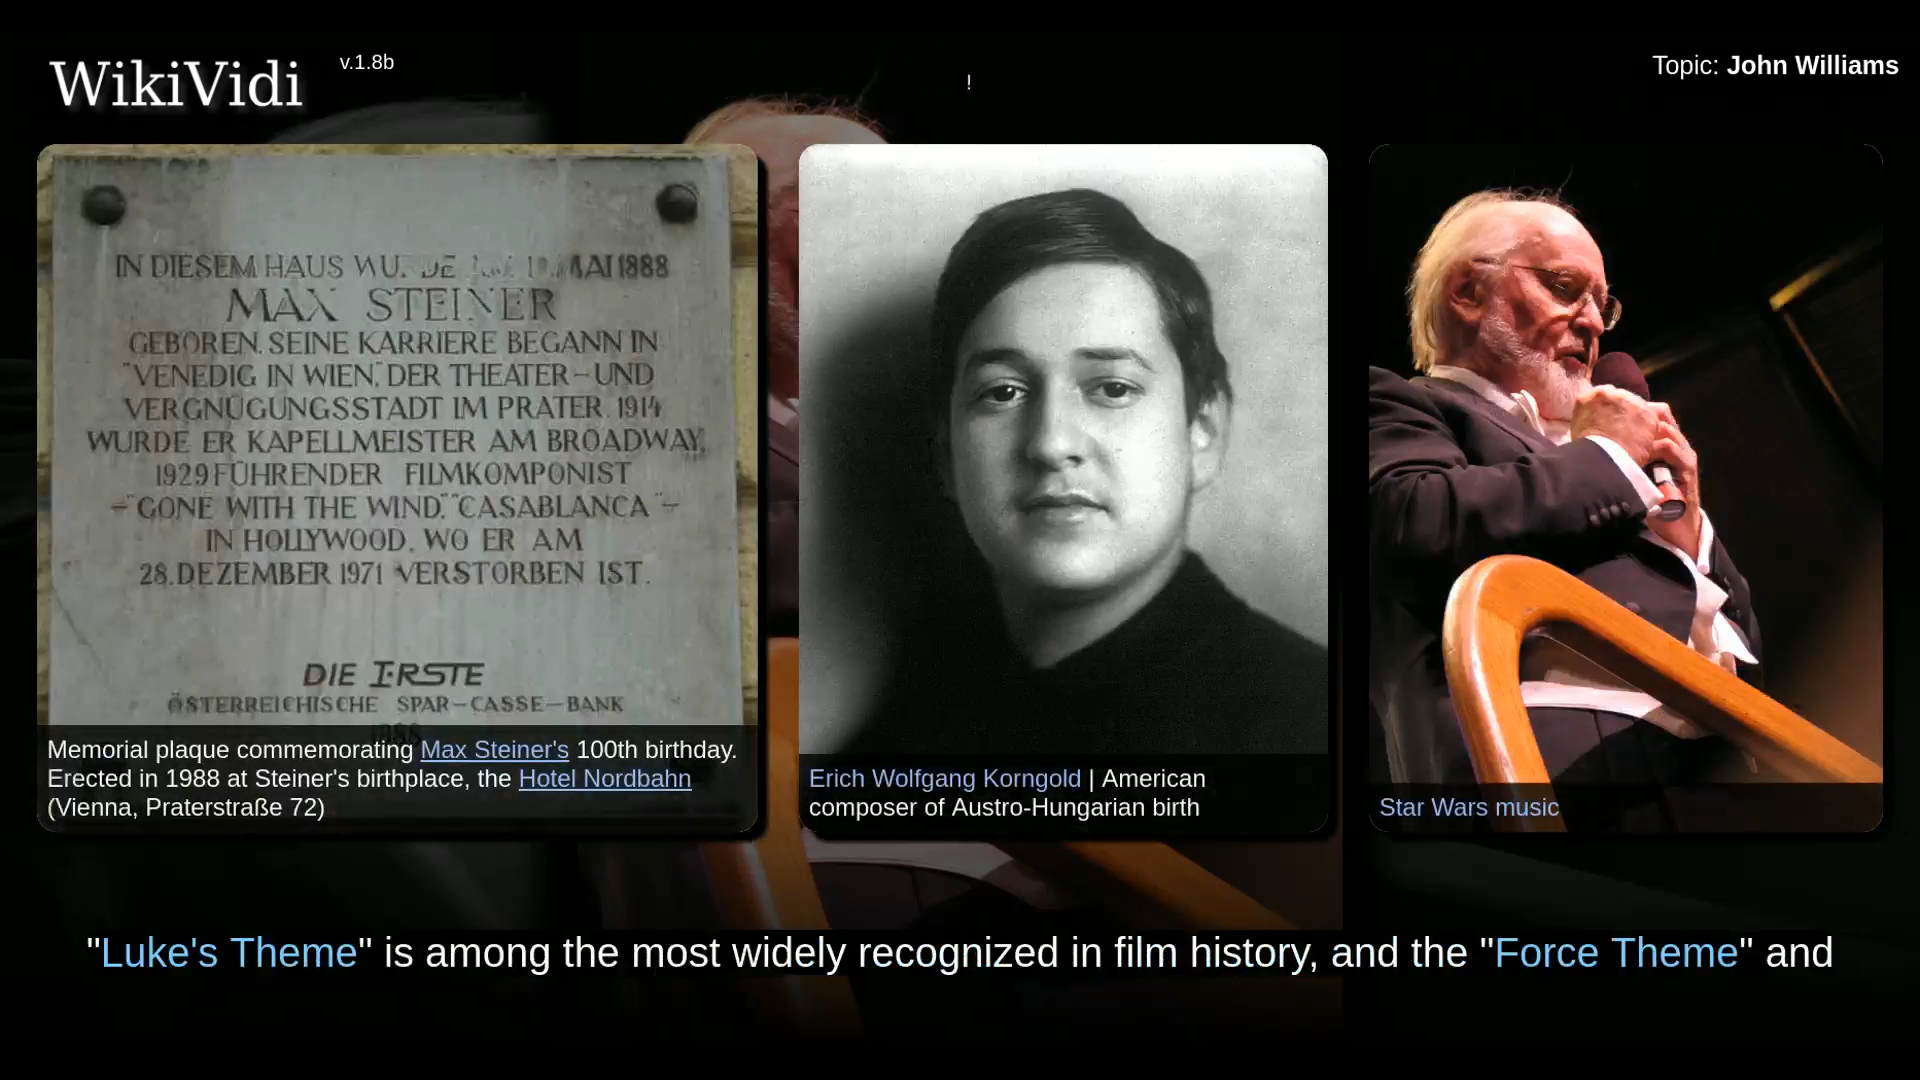 WikiVidi
v.1.8b
!
Topic: John Williams
IN DIESEM HAUS MAI 1888
MAX STEINER
GEBOREN. SEINE KARRIERE BEGANN IN
"VENEDIG IN WIEN", DER THEATER-UND
VERGNÜGUNGSSTADT IM PRATER. 1914
WURDE ER KAPELLMEISTER AM BROADWAY,
1929 FÜHRENDER FILMKOMPONIST
-"GONE WITH THE WIND", "CASABLANCA"-
IN HOLLYWOOD, WO ER AM
28. DEZEMBER 1971 VERSTORBEN IST.
DIE
ÖSTERREICHISCHE SPAR-CASSE-BANK
1988
Memorial plaque commemorating Max Steiner's 100th birthday.
Erected in 1988 at Steiner's birthplace, the Hotel Nordbahn
(Vienna, Praterstraße 72)
Erich Wolfgang Korngold | American
composer of Austro-Hungarian birth
Star Wars music
"Luke's Theme" is among the most widely recognized in film history, and the "Force Theme" and